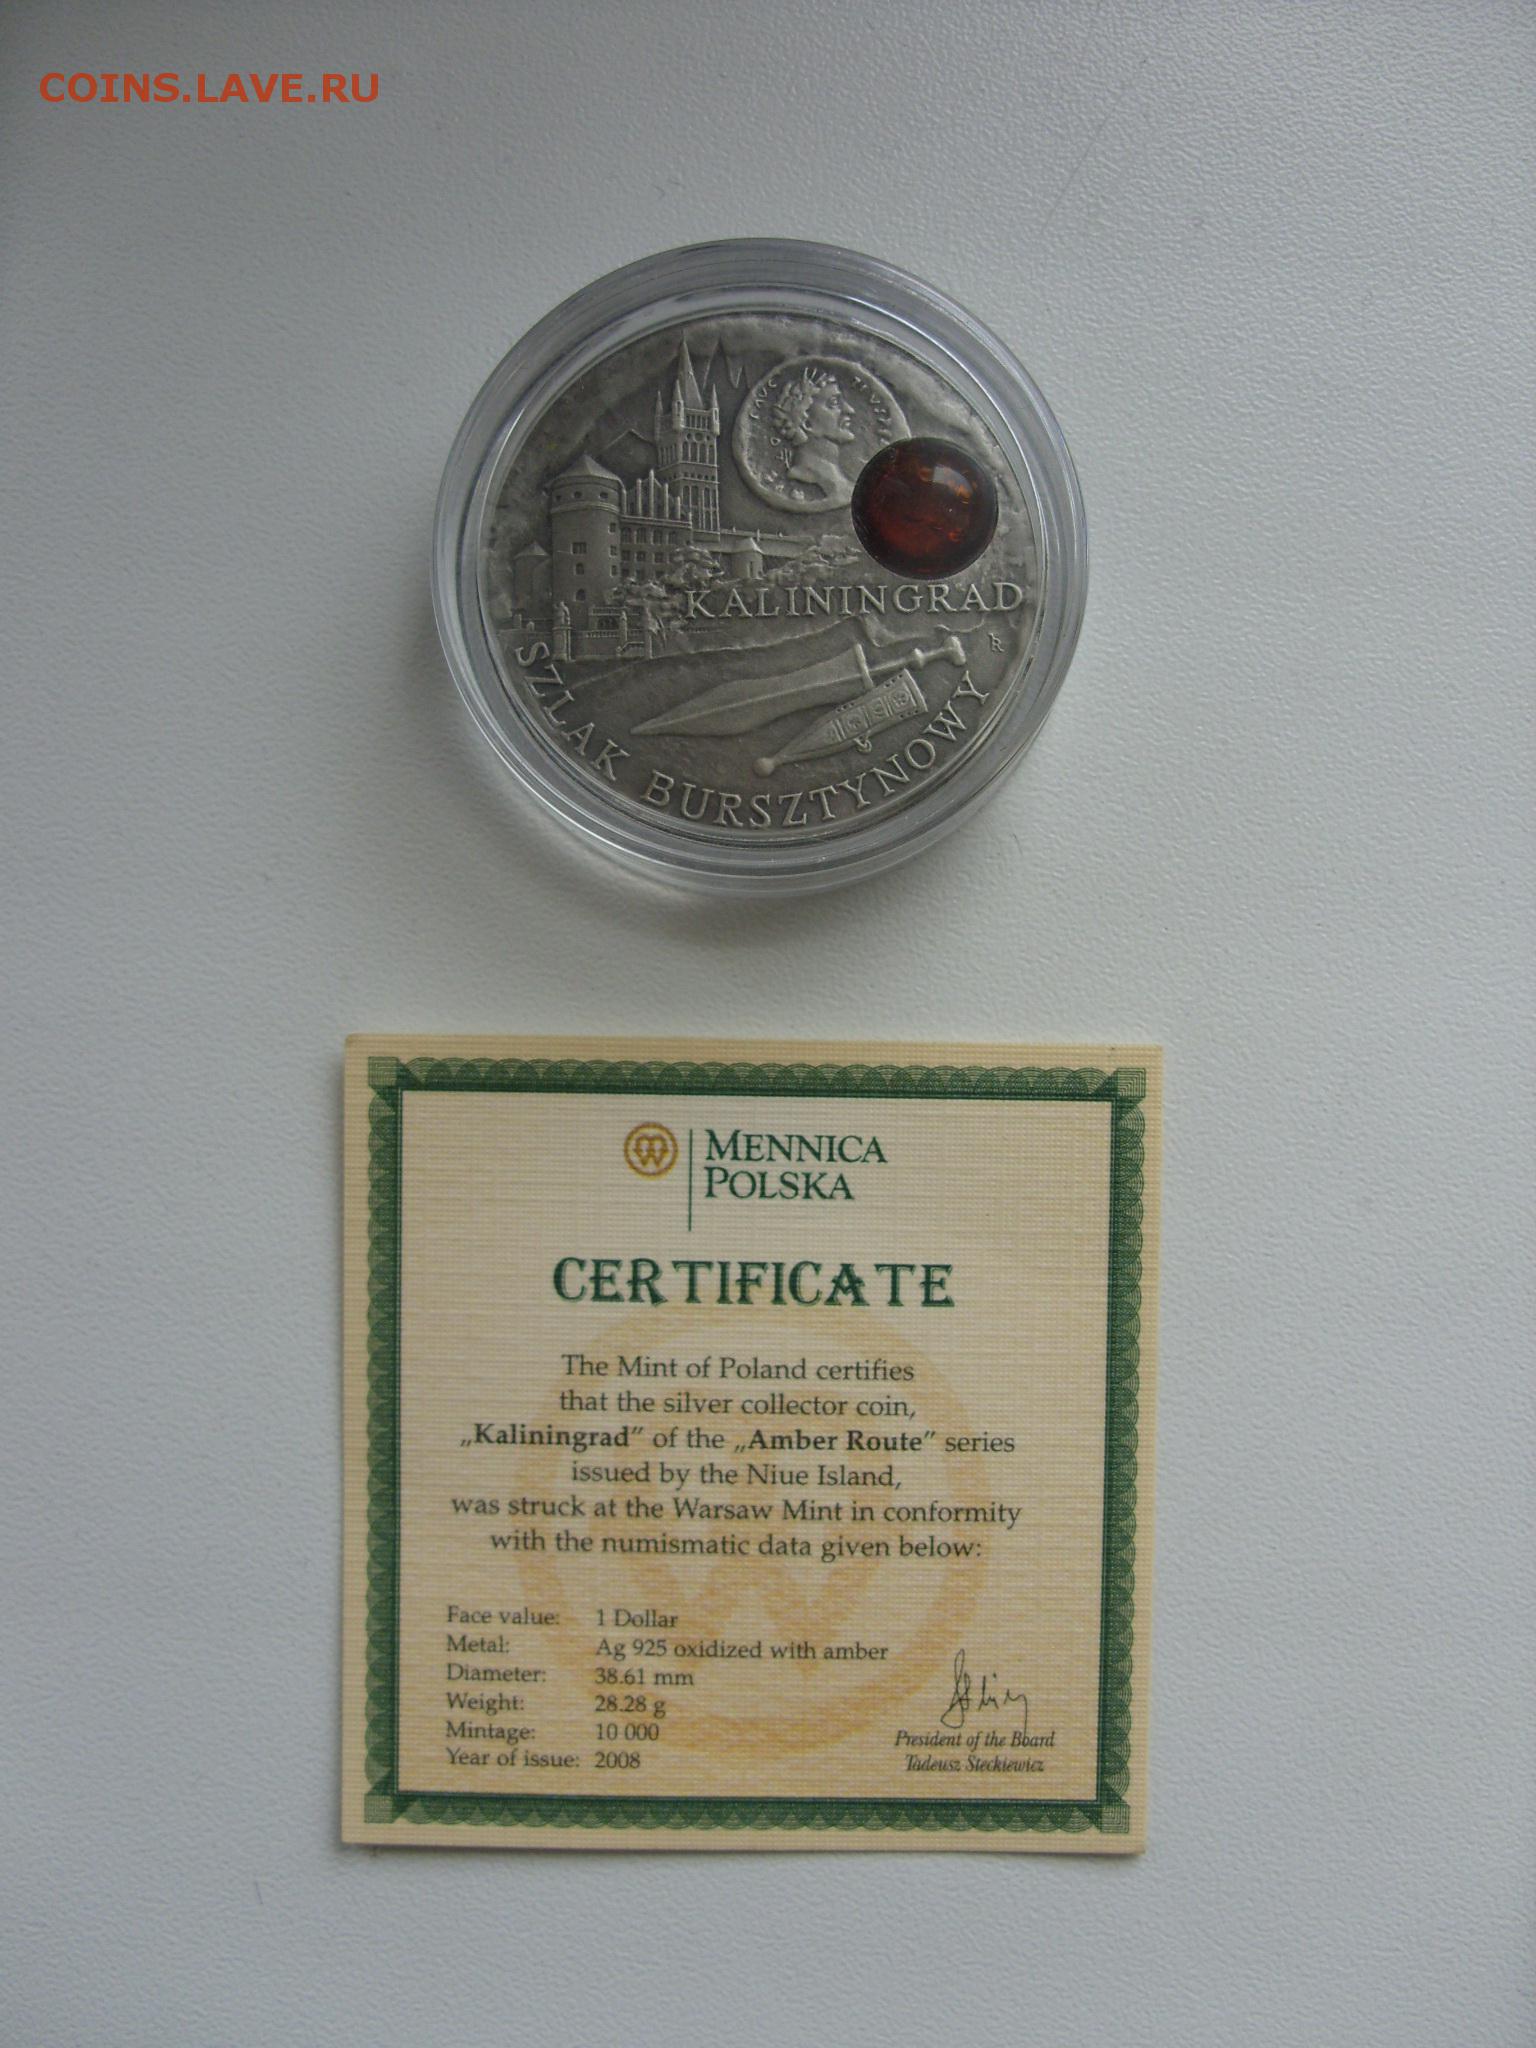 COINS.LAVE.RU
KALININGRAD
SZLAK BURSZTYNOWY
MENNICA
POLSKA
CERTIFICATE
The Mint of Poland certifies
that the silver collector coin,
„Kaliningrad" of the „Amber Route" series
issued by the Niue Island,
was struck at the Warsaw Mint in conformity
with the numismatic data given below:
Face value: 1 Dollar
Metal: Ag 925 oxidized with amber
Diameter: 38.61 mm
Weight: 28.28 g
Mintage: 10 000
Year of issue: 2008
President of the Board
Tadeusz Steckiewicz